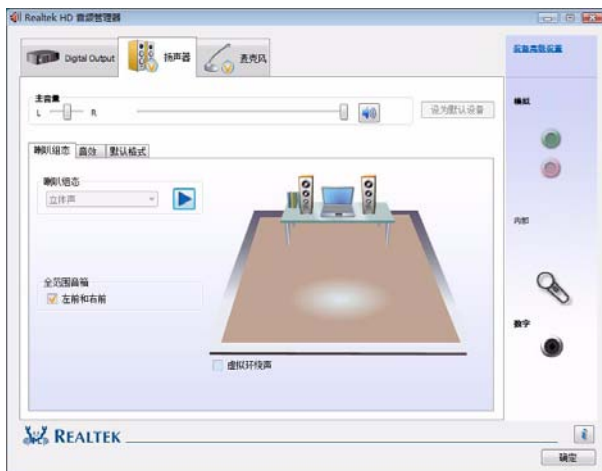 Realtek HD 音频管理器
Digital Output
扬声器
麦克风
设备高级设置
主音量
L
R
设为默认设备
模拟
喇叭组态
音效
默认格式
喇叭组态
立体声
内部
全范围音箱
左前和右前
数字
虚拟环绕声
REALTEK
i
确定